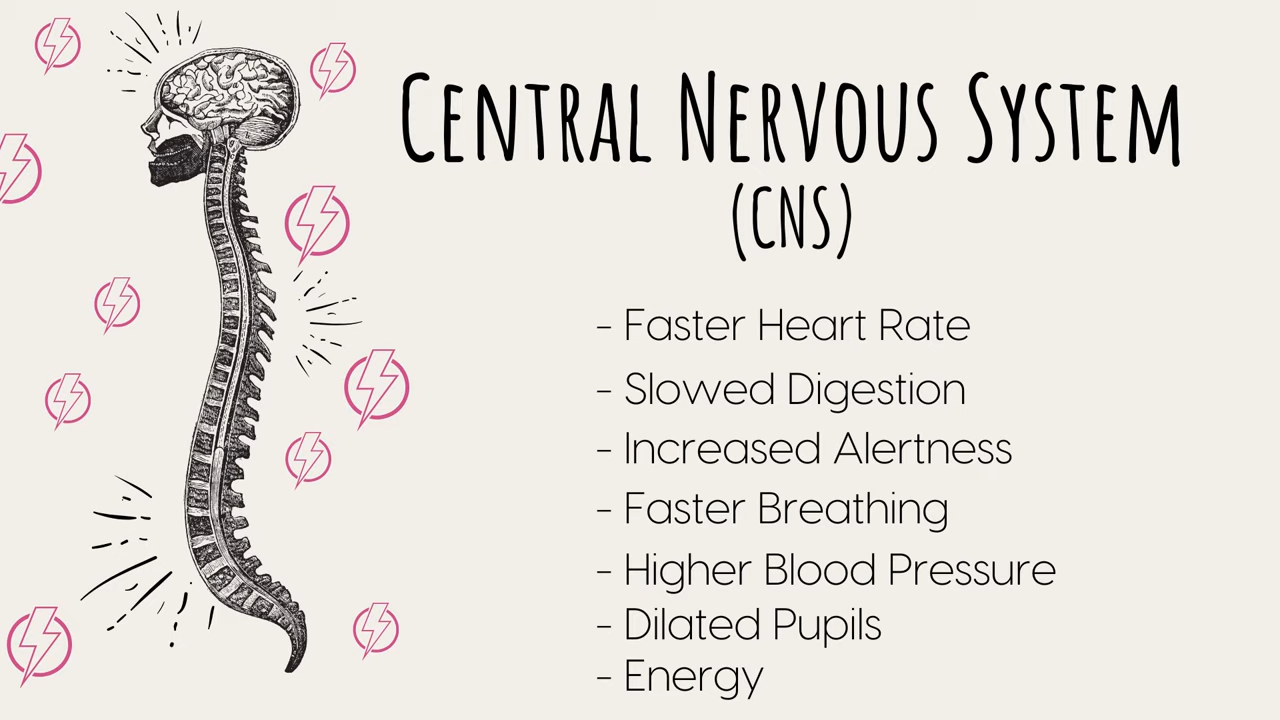 Central Nervous System
(CNS)
- Faster Heart Rate
- Slowed Digestion
- Increased Alertness
- Faster Breathing
- Higher Blood Pressure
- Dilated Pupils
- Energy